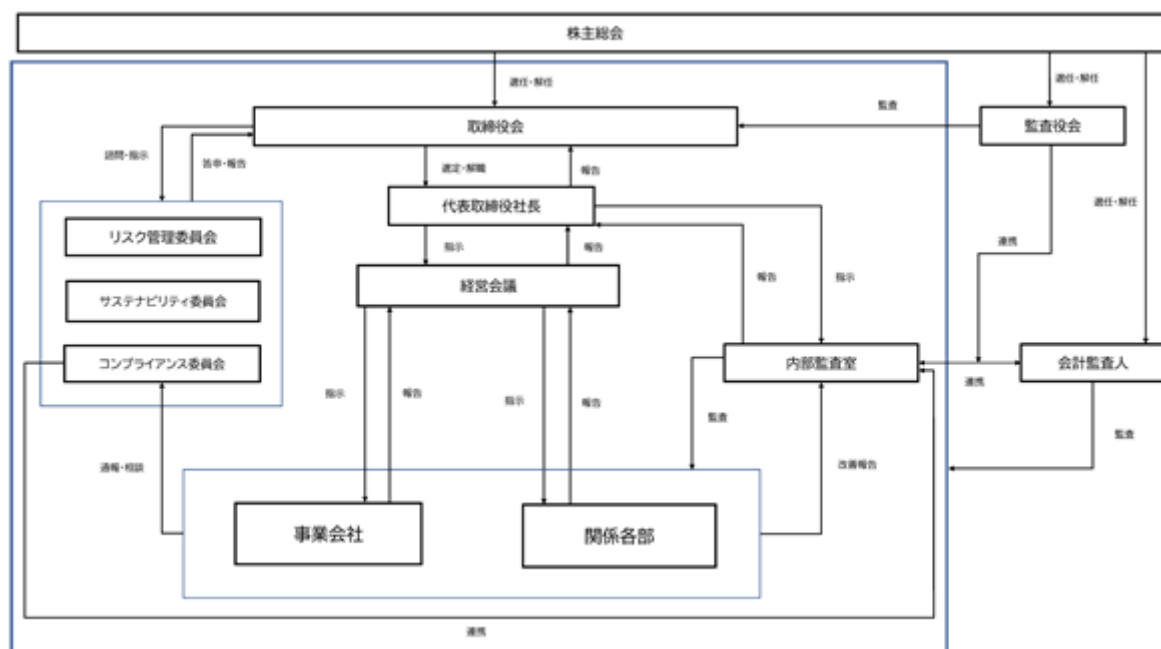 株主総会
選任・解任
選任・解任
監査
取締役会
監査役会
諮問・指示
答申・報告
選定・解職
報告
代表取締役社長
選任・解任
リスク管理委員会
指示
報告
連携
経営会議
報告
指示
サステナビリティ委員会
コンプライアンス委員会
内部監査室
会計監査人
連携
指示
報告
指示
報告
監査
監査
通報・相談
改善報告
事業会社
関係各部
連携